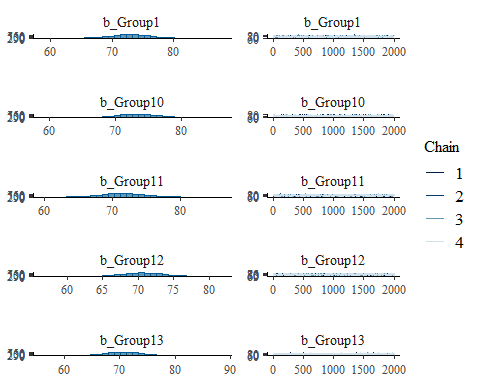 b_Group1 b_Group1
60 70 80 0 500 1000 1500 2000
b_Group10 b_Group10
60 70 80 0 500 1000 1500 2000
Chain
b_Group11 b_Group11
1
2
60 70 80 0 500 1000 1500 2000
3
4
b_Group12 b_Group12
60 65 70 75 80 0 500 1000 1500 2000
b_Group13 b_Group13
60 70 80 90 0 500 1000 1500 2000